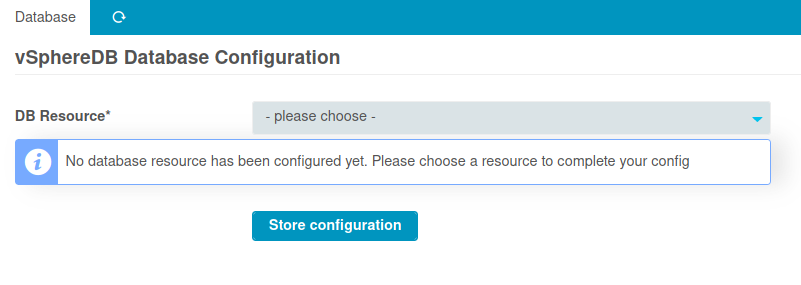 Database
vSphereDB Database Configuration
DB Resource*
- please choose -
No database resource has been configured yet. Please choose a resource to complete your config
Store configuration